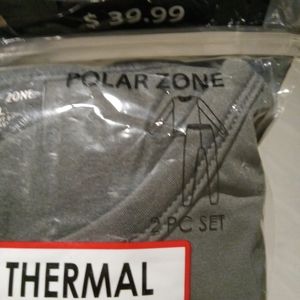 $ 39.99
POLAR ZONE
ZONE
2 PC SET
THERMAL